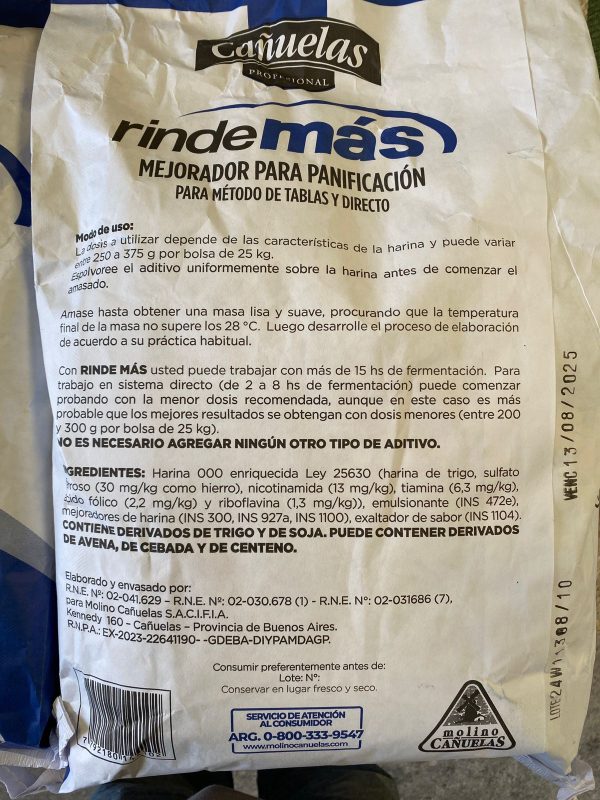 Cañuelas
PROFESIONAL
rinde más
MEJORADOR PARA PANIFICACIÓN
PARA MÉTODO DE TABLAS Y DIRECTO
Modo de uso:
La dosis a utilizar depende de las características de la harina y puede variar
entre 250 a 375 g por bolsa de 25 kg.
Espolvoree el aditivo uniformemente sobre la harina antes de comenzar el
amasado.
Amase hasta obtener una masa lisa y suave, procurando que la temperatura
final de la masa no supere los 28 °C. Luego desarrolle el proceso de elaboración
de acuerdo a su práctica habitual.
Con RINDE MÁS usted puede trabajar con más de 15 hs de fermentación. Para
trabajo en sistema directo (de 2 a 8 hs de fermentación) puede comenzar
probando con la menor dosis recomendada, aunque en este caso es más
probable que los mejores resultados se obtengan con dosis menores (entre 200
y 300 g por bolsa de 25 kg).
NO ES NECESARIO AGREGAR NINGÚN OTRO TIPO DE ADITIVO.
INGREDIENTES: Harina 000 enriquecida Ley 25630 (harina de trigo, sulfato
ferroso (30 mg/kg como hierro), nicotinamida (13 mg/kg), tiamina (6,3 mg/kg),
ácido fólico (2,2 mg/kg) y riboflavina (1,3 mg/kg)), emulsionante (INS 472e),
mejoradores de harina (INS 300, INS 927a, INS 1100), exaltador de sabor (INS 1104).
CONTIENE DERIVADOS DE TRIGO Y DE SOJA. PUEDE CONTENER DERIVADOS
DE AVENA, DE CEBADA Y DE CENTENO.
Elaborado y envasado por:
R.N.E. Nº: 02-041.629 - R.N.E. Nº: 02-030.678 (1) - R.N.E. N°: 02-031686 (7),
para Molino Cañuelas S.A.C.I.F.I.A.
Kennedy 160 - Cañuelas - Provincia de Buenos Aires.
R.N.P.A.: EX-2023-22641190- -GDEBA-DIYPAMDAGP.
Consumir preferentemente antes de:
Lote: Nº:
Conservar en lugar fresco y seco.
SERVICIO DE ATENCIÓN
AL CONSUMIDOR
ARG. 0-800-333-9547
www.molinocanuelas.com
molino
CAÑUELAS
VENC13/08/2025